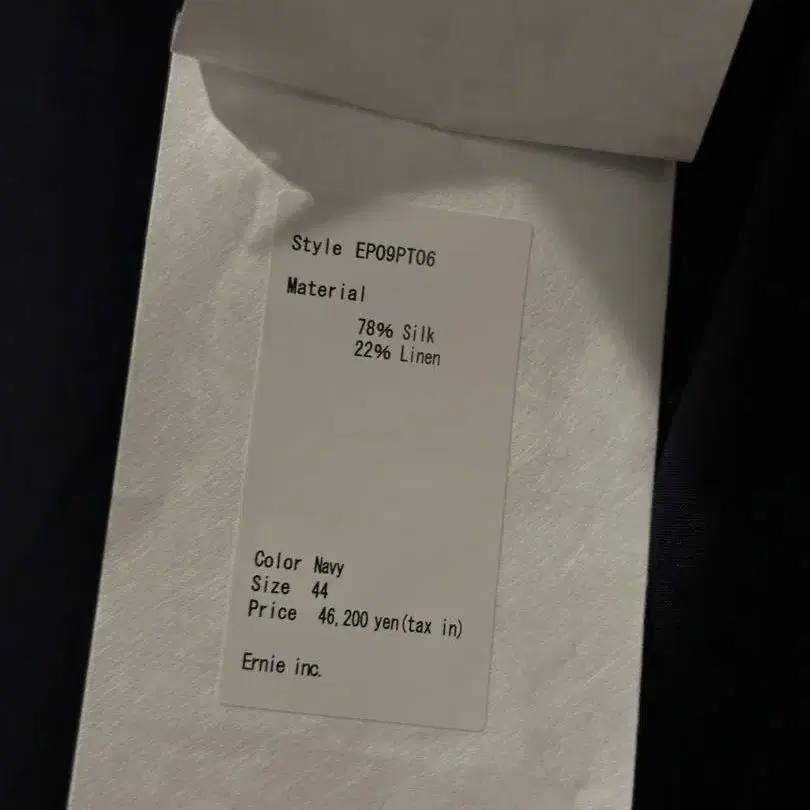 Style EP09PT06
Material
78% Silk
22% Linen
Color Navy
Size 44
Price 46,200 yen(tax in)
Ernie inc.